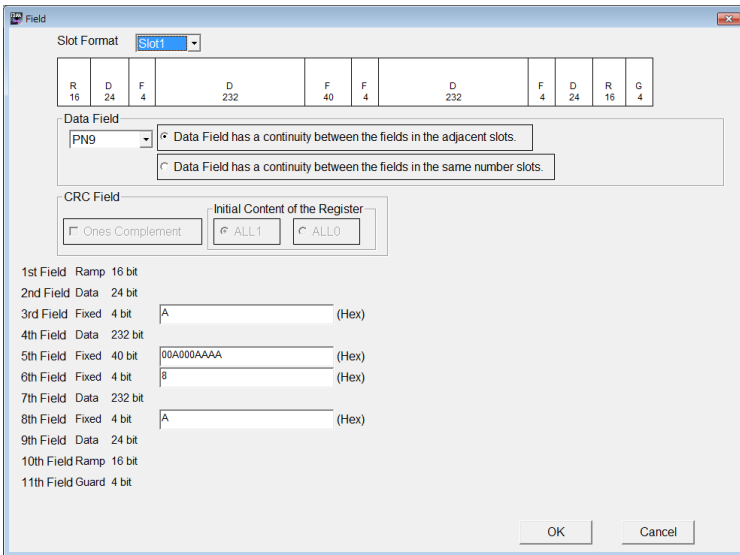 Field
Slot Format Slot1
R D F D F F D F D R G
16 24 4 232 40 4 232 4 24 16 4
Data Field
PN9 Data Field has a continuity between the fields in the adjacent slots.
Data Field has a continuity between the fields in the same number slots.
CRC Field
Initial Content of the Register
Ones Complement ALL1 ALL0
1st Field Ramp 16 bit
2nd Field Data 24 bit
3rd Field Fixed 4 bit A (Hex)
4th Field Data 232 bit
5th Field Fixed 40 bit 00A000AAAA (Hex)
6th Field Fixed 4 bit 8 (Hex)
7th Field Data 232 bit
8th Field Fixed 4 bit A (Hex)
9th Field Data 24 bit
10th Field Ramp 16 bit
11th Field Guard 4 bit
OK Cancel